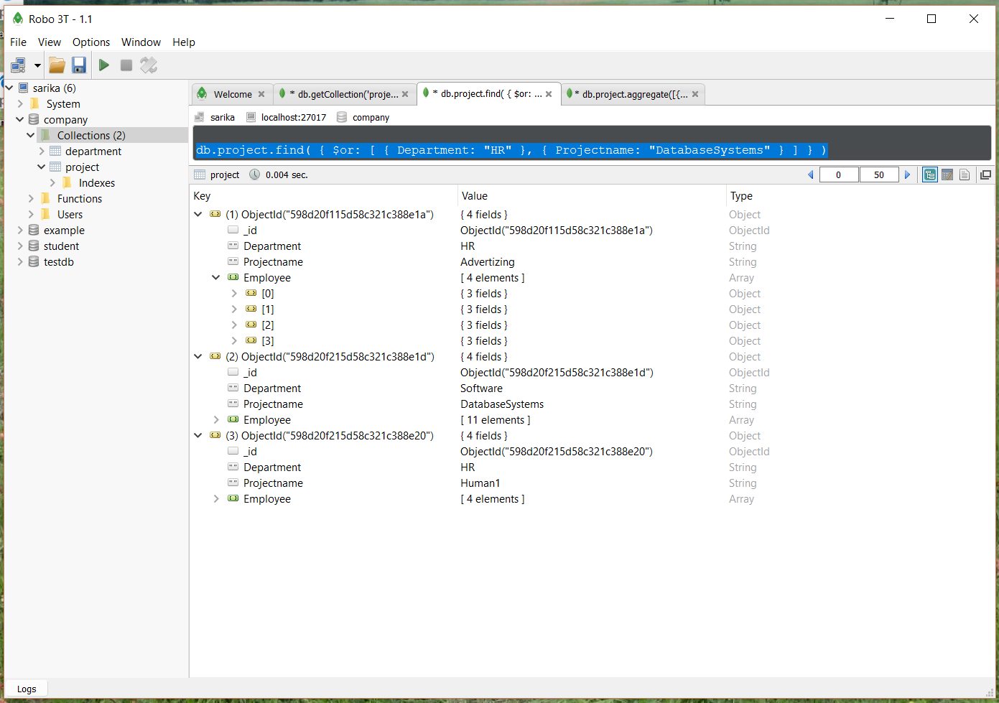 Robo 3T - 1.1
File View Options Window Help
sarika (6)
System
company
Collections (2)
department
project
Indexes
Functions
Users
example
student
testdb
Welcome * db.getCollection('proje... * db.project.find( { $or: ... * db.project.aggregate([{...
sarika localhost:27017 company
db.project.find( { $or: [ { Department: "HR" }, { Projectname: "DatabaseSystems" } ] } )
project 0.004 sec. 0 50
Key Value Type
(1) ObjectId("598d20f115d58c321c388e1a") { 4 fields } Object
_id ObjectId("598d20f115d58c321c388e1a") ObjectId
Department HR String
Projectname Advertizing String
Employee [ 4 elements ] Array
[0] { 3 fields } Object
[1] { 3 fields } Object
[2] { 3 fields } Object
[3] { 3 fields } Object
(2) ObjectId("598d20f215d58c321c388e1d") { 4 fields } Object
_id ObjectId("598d20f215d58c321c388e1d") ObjectId
Department Software String
Projectname DatabaseSystems String
Employee [ 11 elements ] Array
(3) ObjectId("598d20f215d58c321c388e20") { 4 fields } Object
_id ObjectId("598d20f215d58c321c388e20") ObjectId
Department HR String
Projectname Human1 String
Employee [ 4 elements ] Array
Logs